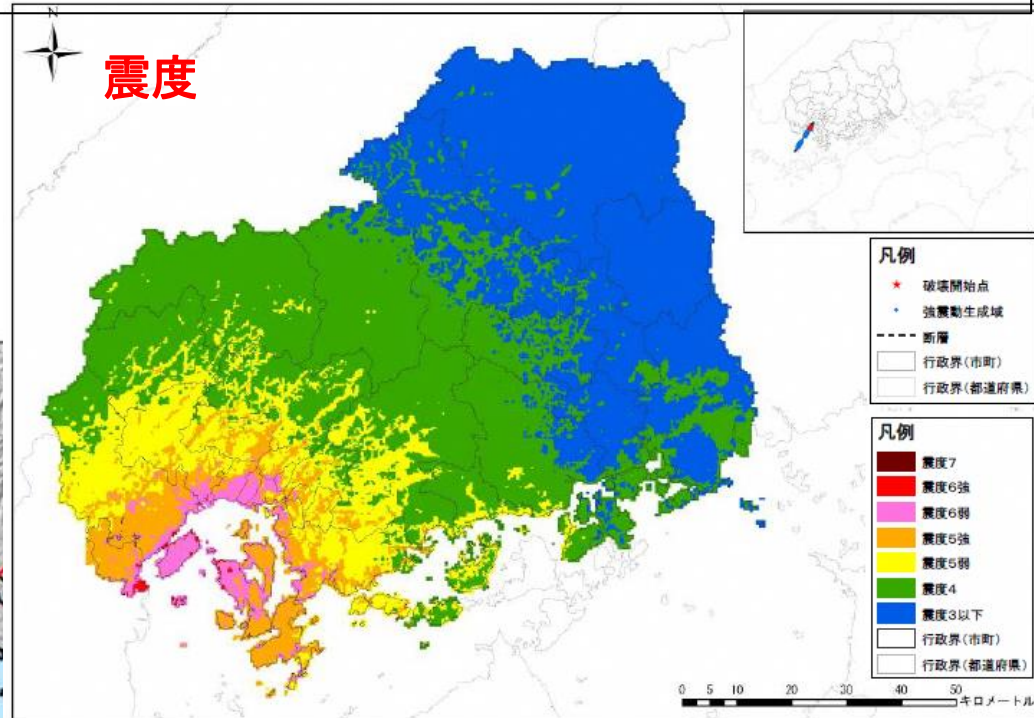 N
震度
凡例
破壊開始点
強震動生成域
断層
行政界(市町)
行政界(都道府県)
凡例
震度7
震度6強
震度6弱
震度5強
震度5弱
震度4
震度3以下
行政界(市町)
行政界(都道府県)
0 5 10 20 30 40 50 キロメートル